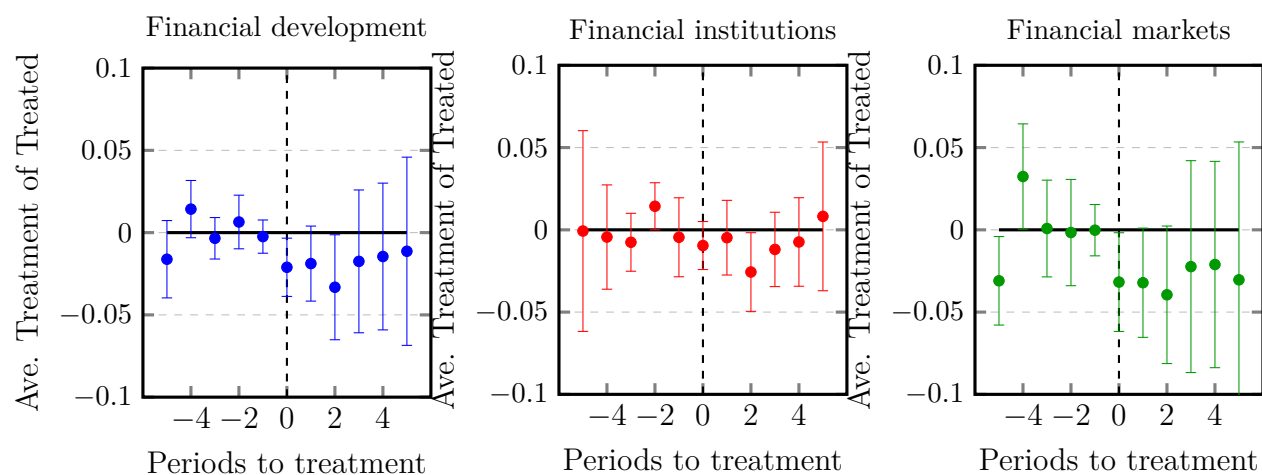 Financial development
Ave. Treatment of Treated
0.1
0.05
0
−0.05
−0.1
−4 −2 0 2 4
Periods to treatment
Financial institutions
Ave. Treatment of Treated
0.1
0.05
0
−0.05
−0.1
−4 −2 0 2 4
Periods to treatment
Financial markets
Ave. Treatment of Treated
0.1
0.05
0
−0.05
−0.1
−4 −2 0 2 4
Periods to treatment